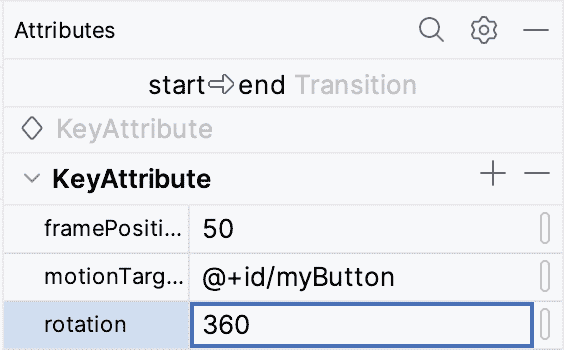 Attributes
start end Transition
KeyAttribute
KeyAttribute
framePositi... 50
motionTarg... @+id/myButton
rotation 360